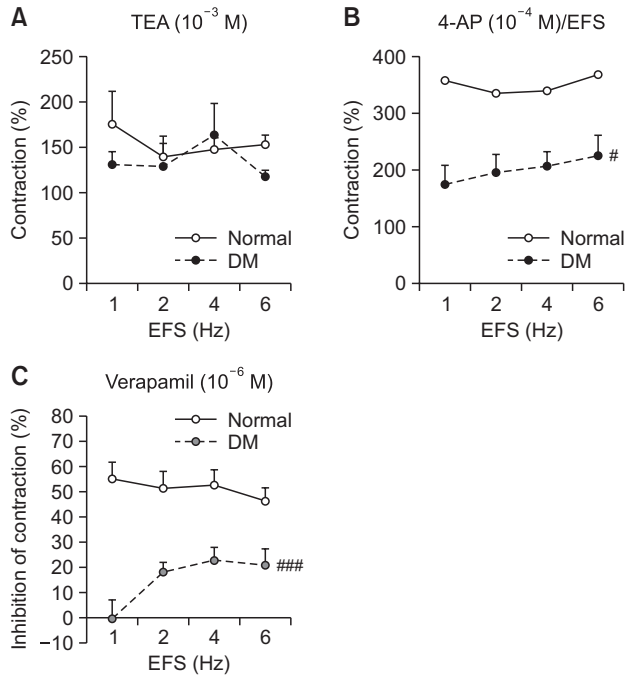 A
TEA (10⁻³ M)
Contraction (%)
250
200
150
100
50
0
Normal
DM
1 2 4 6
EFS (Hz)
B
4-AP (10⁻⁴ M)/EFS
Contraction (%)
400
300
200
100
0
#
Normal
DM
1 2 4 6
EFS (Hz)
C
Verapamil (10⁻⁶ M)
Inhibition of contraction (%)
80
70
60
50
40
30
20
10
0
−10
Normal
DM
###
1 2 4 6
EFS (Hz)